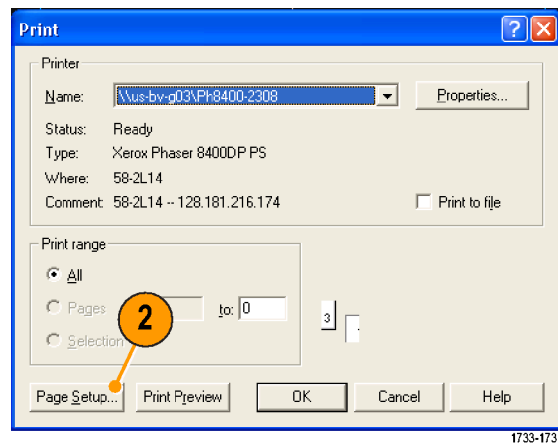 Print
Printer
Name: \\us-bv-g03\Ph8400-2308 Properties...
Status: Ready
Type: Xerox Phaser 8400DP PS
Where: 58-2L14
Comment 58-2L14 -- 128.181.216.174 Print to file
Print range
All
Pages to: 0
Selection
3
2
Page Setup... Print Preview OK Cancel Help
1733-173